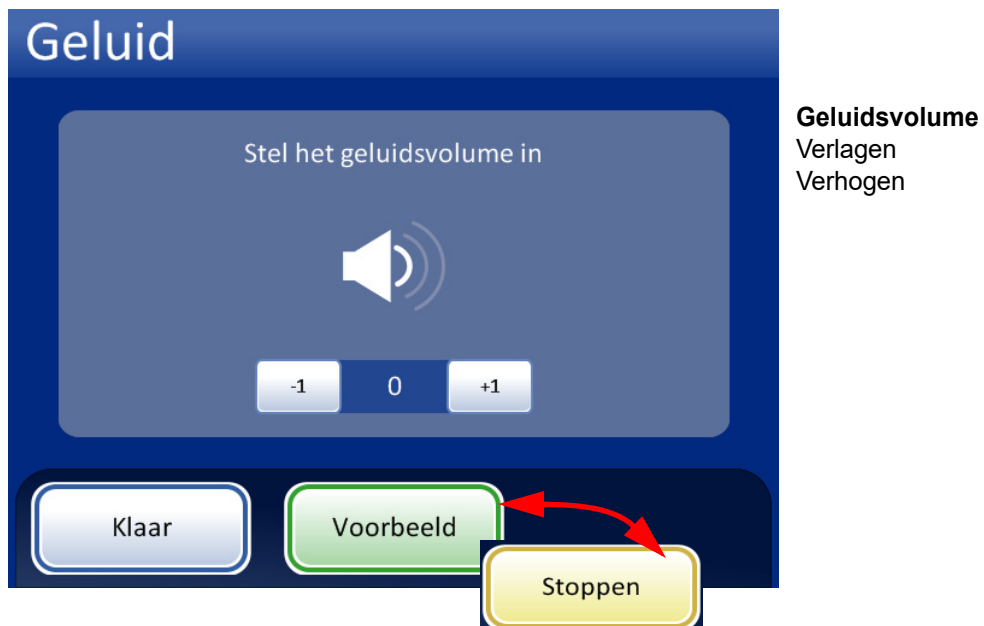 Geluid
Stel het geluidsvolume in
-1 0 +1
Klaar Voorbeeld
Stoppen
Geluidsvolume
Verlagen
Verhogen